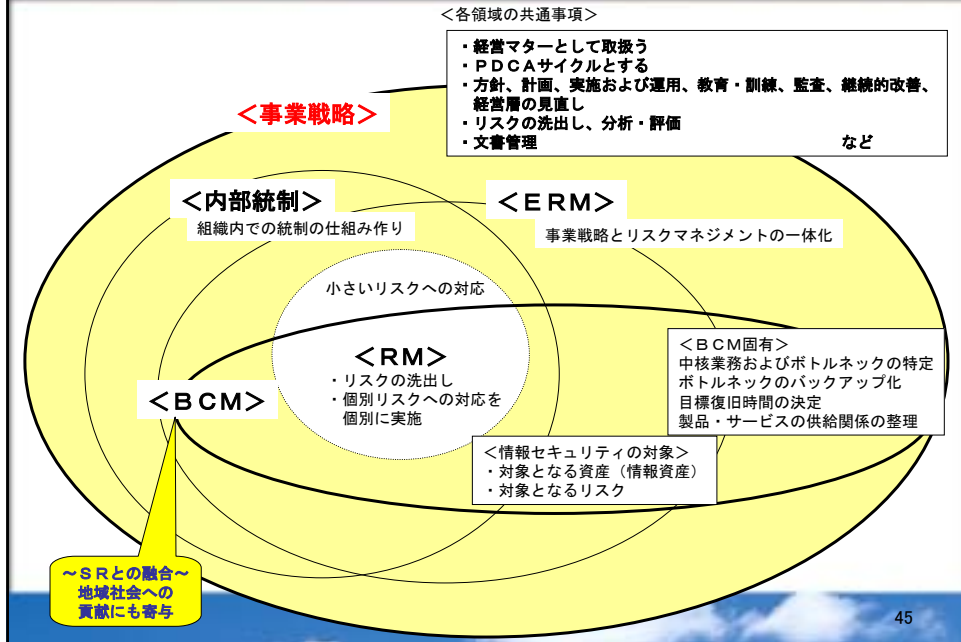 ＜各領域の共通事項＞
・経営マターとして取扱う
・ＰＤＣＡサイクルとする
・方針、計画、実施および運用、教育・訓練、監査、継続的改善、
経営層の見直し
・リスクの洗出し、分析・評価
・文書管理　など
＜事業戦略＞
＜内部統制＞
組織内での統制の仕組み作り
＜ＥＲＭ＞
事業戦略とリスクマネジメントの一体化
小さいリスクへの対応
＜ＲＭ＞
・リスクの洗出し
・個別リスクへの対応を
個別に実施
＜ＢＣＭ＞
＜ＢＣＭ固有＞
中核業務およびボトルネックの特定
ボトルネックのバックアップ化
目標復旧時間の決定
製品・サービスの供給関係の整理
＜情報セキュリティの対象＞
・対象となる資産（情報資産）
・対象となるリスク
～ＳＲとの融合～
地域社会への
貢献にも寄与
45